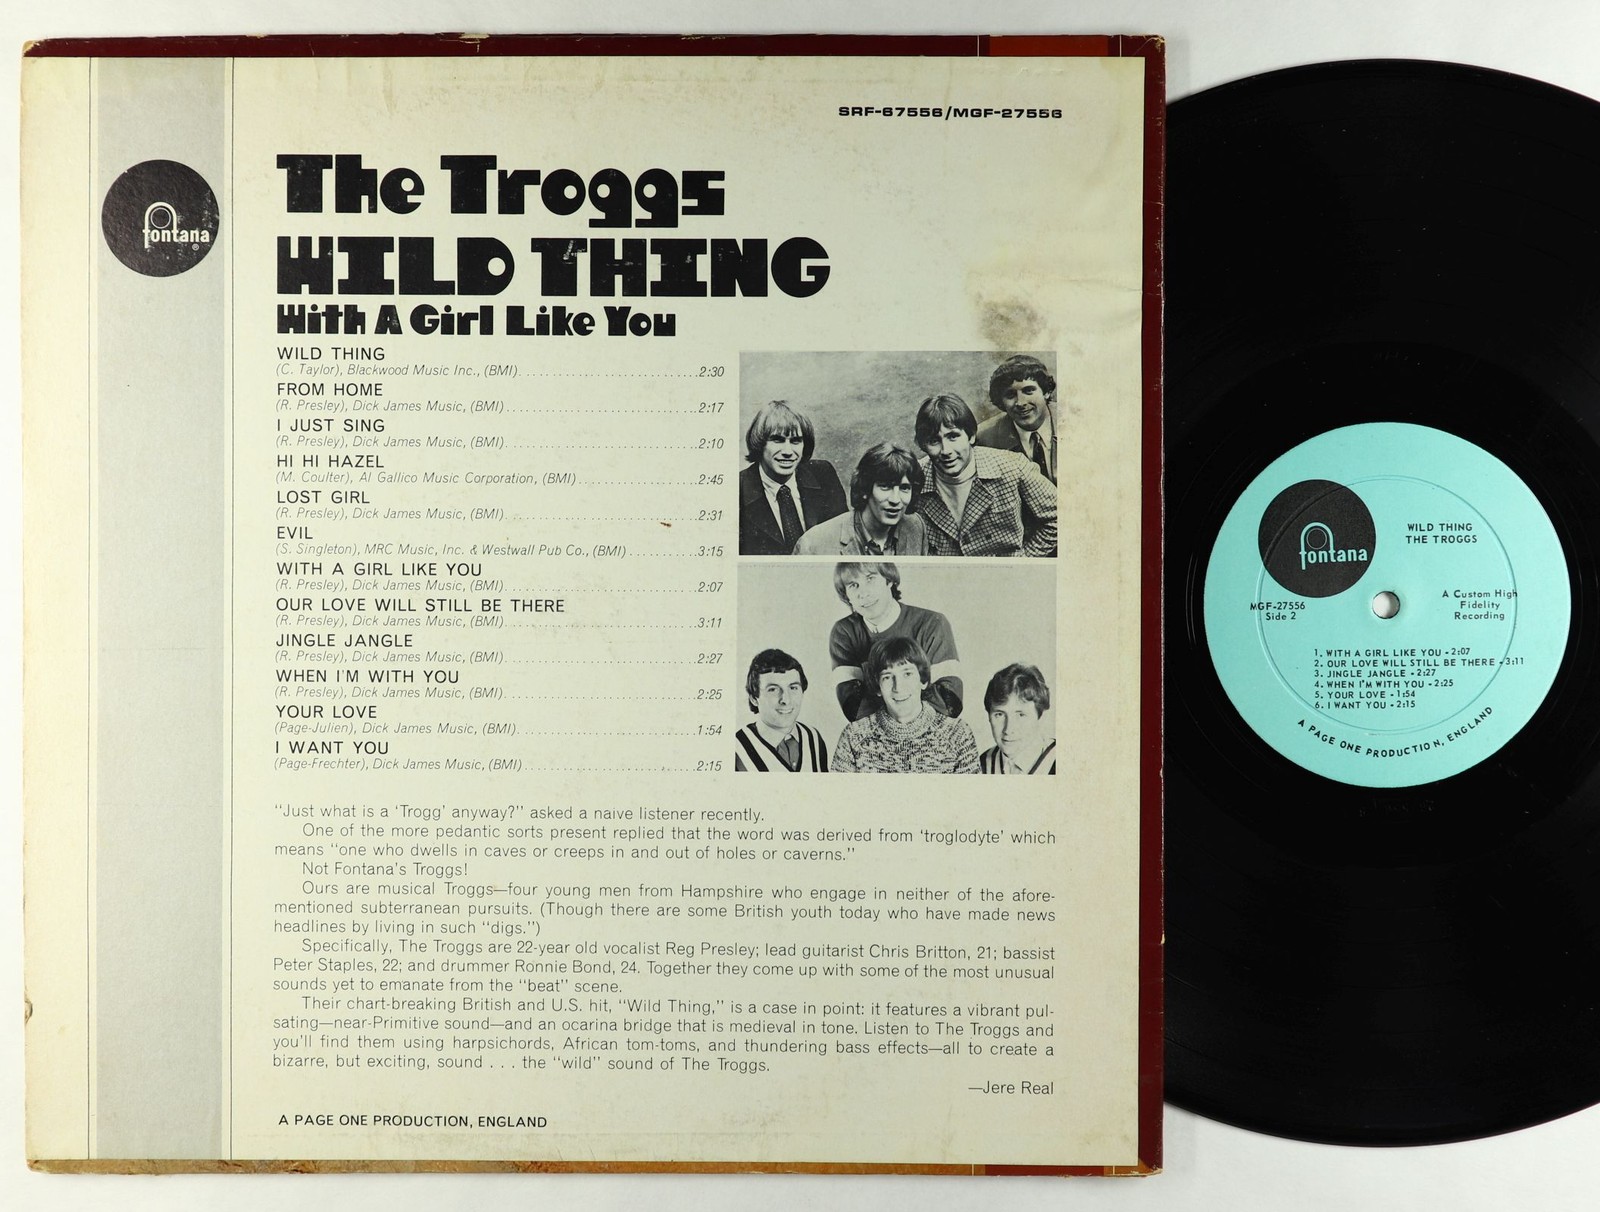 SRF-67556/MGF-27556
fontana
®
The Troggs
WILD THING
With A Girl Like You
WILD THING
(C. Taylor), Blackwood Music Inc., (BMI). . . . . . . . . . . . . . . . . . . . . . . . . .2:30
FROM HOME
(R. Presley), Dick James Music, (BMI). . . . . . . . . . . . . . . . . . . . . . . . . . . .2:17
I JUST SING
(R. Presley), Dick James Music, (BMI). . . . . . . . . . . . . . . . . . . . . . . . . . . .2:10
HI HI HAZEL
(M. Coulter), Al Gallico Music Corporation, (BMI). . . . . . . . . . . . . . . . . .2:45
LOST GIRL
(R. Presley), Dick James Music, (BMI). . . . . . . . . . . . . . . . . . . . . . . . . . . .2:31
EVIL
(S. Singleton), MRC Music, Inc. & Westwall Pub Co., (BMI). . . . . . . . . .3:15
WITH A GIRL LIKE YOU
(R. Presley), Dick James Music, (BMI). . . . . . . . . . . . . . . . . . . . . . . . . . . .2:07
OUR LOVE WILL STILL BE THERE
(R. Presley), Dick James Music, (BMI). . . . . . . . . . . . . . . . . . . . . . . . . . . .3:11
JINGLE JANGLE
(R. Presley), Dick James Music, (BMI). . . . . . . . . . . . . . . . . . . . . . . . . . . .2:27
WHEN I'M WITH YOU
(R. Presley), Dick James Music, (BMI). . . . . . . . . . . . . . . . . . . . . . . . . . . .2:25
YOUR LOVE
(Page-Julien), Dick James Music, (BMI). . . . . . . . . . . . . . . . . . . . . . . . . .1:54
I WANT YOU
(Page-Frechter), Dick James Music, (BMI). . . . . . . . . . . . . . . . . . . . . . . . .2:15
"Just what is a 'Trogg' anyway?" asked a naive listener recently.
One of the more pedantic sorts present replied that the word was derived from 'troglodyte' which
means "one who dwells in caves or creeps in and out of holes or caverns."
Not Fontana's Troggs!
Ours are musical Troggs—four young men from Hampshire who engage in neither of the afore-
mentioned subterranean pursuits. (Though there are some British youth today who have made news
headlines by living in such "digs.")
Specifically, The Troggs are 22-year old vocalist Reg Presley; lead guitarist Chris Britton, 21; bassist
Peter Staples, 22; and drummer Ronnie Bond, 24. Together they come up with some of the most unusual
sounds yet to emanate from the "beat" scene.
Their chart-breaking British and U.S. hit, "Wild Thing," is a case in point: it features a vibrant pul-
sating—near-Primitive sound—and an ocarina bridge that is medieval in tone. Listen to The Troggs and
you'll find them using harpsichords, African tom-toms, and thundering bass effects—all to create a
bizarre, but exciting, sound . . . the "wild" sound of The Troggs.
—Jere Real
A PAGE ONE PRODUCTION, ENGLAND
fontana
WILD THING
THE TROGGS
MGF-27556
Side 2
A Custom High
Fidelity
Recording
1. WITH A GIRL LIKE YOU - 2:07
2. OUR LOVE WILL STILL BE THERE - 3:11
3. JINGLE JANGLE - 2:27
4. WHEN I'M WITH YOU - 2:25
5. YOUR LOVE - 1:54
6. I WANT YOU - 2:15
A PAGE ONE PRODUCTION, ENGLAND